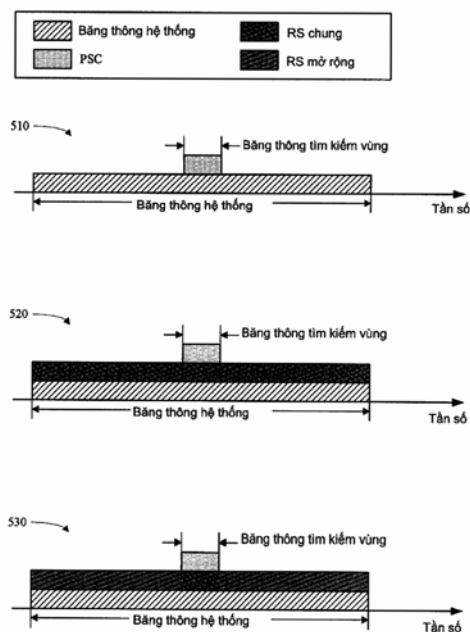 Băng thông hệ thống
RS chung
PSC
RS mở rộng
510
Băng thông tìm kiếm vùng
Băng thông hệ thống
Tần số
520
Băng thông tìm kiếm vùng
Băng thông hệ thống
Tần số
530
Băng thông tìm kiếm vùng
Băng thông hệ thống
Tần số